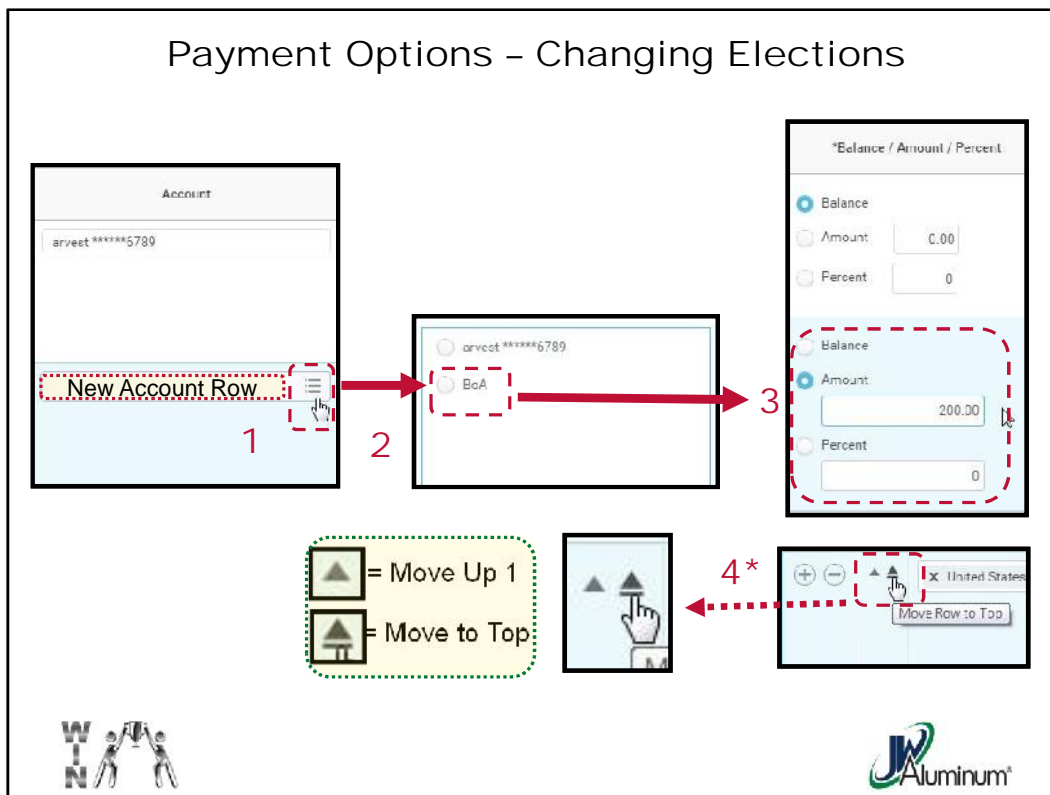 Payment Options – Changing Elections
Account
arvest ******6789
New Account Row
1
2
arvest ******6789
BoA
3
*Balance / Amount / Percent
Balance
Amount 0.00
Percent 0
Balance
Amount
200.00
Percent
0
= Move Up 1
= Move to Top
M
4*
x United States
Move Row to Top
WIN
JW Aluminum®